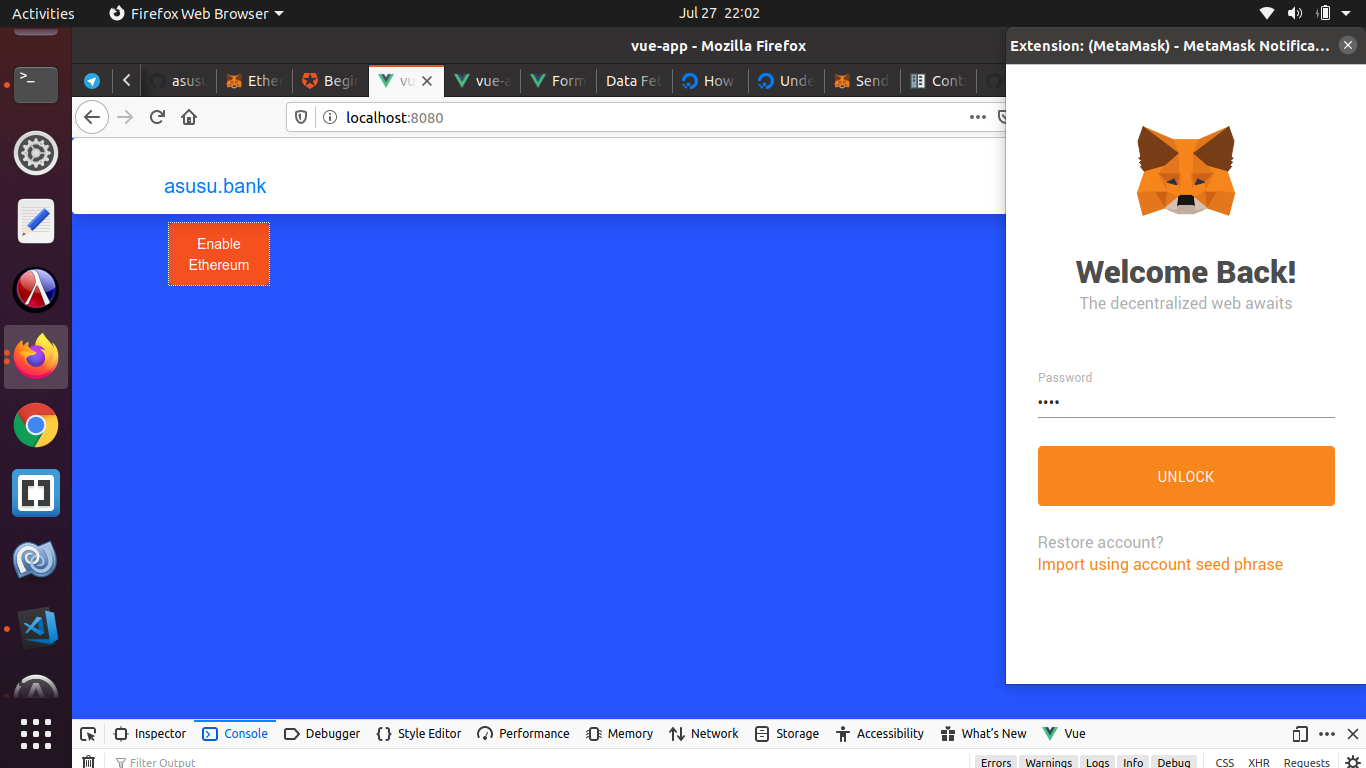 Activities
Firefox Web Browser
Jul 27 22:02
vue-app - Mozilla Firefox
Extension: (MetaMask) - MetaMask Notifica...
asusu
Ether
Begi
vu
vue-a
Form
Data Fet
How
Unde
Send
Cont
localhost:8080
asusu.bank
Enable
Ethereum
Welcome Back!
The decentralized web awaits
Password
••••
UNLOCK
Restore account?
Import using account seed phrase
Inspector
Console
Debugger
Style Editor
Performance
Memory
Network
Storage
Accessibility
What's New
Vue
Filter Output
Errors
Warnings
Logs
Info
Debug
CSS
XHR
Requests